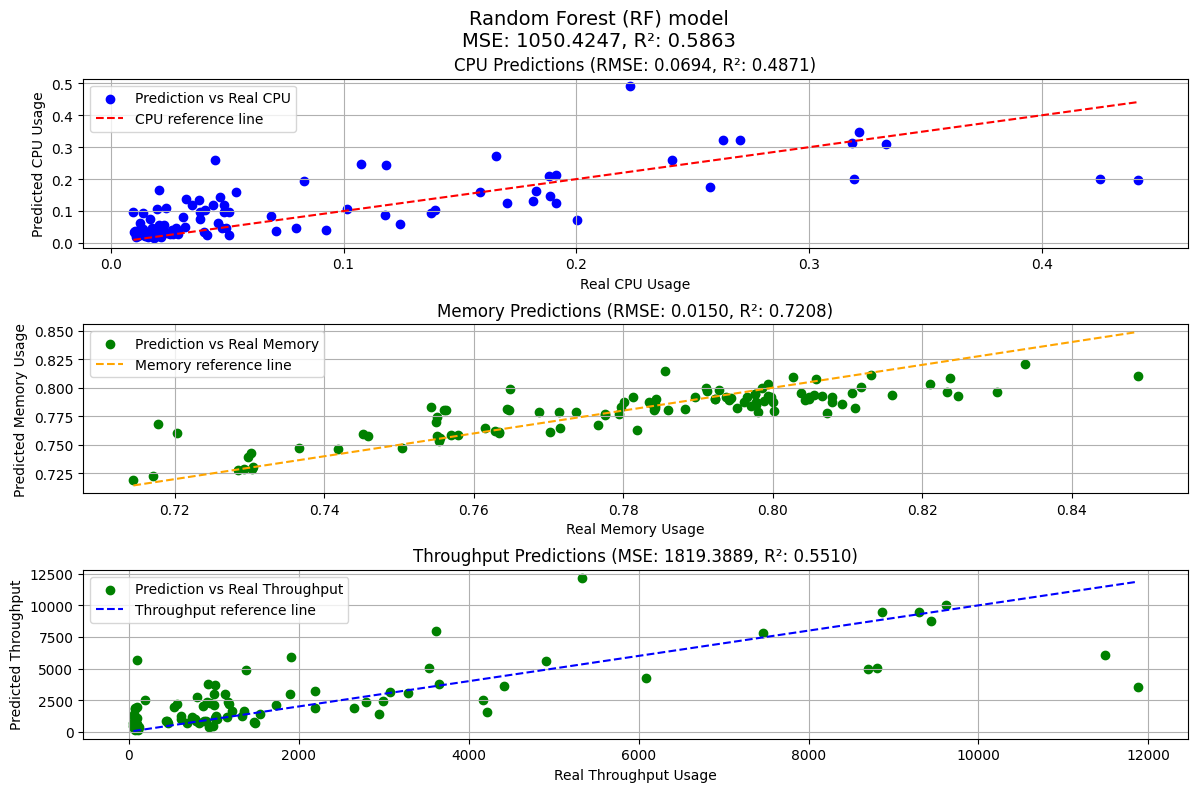 Random Forest (RF) model
MSE: 1050.4247, R²: 0.5863
CPU Predictions (RMSE: 0.0694, R²: 0.4871)
Predicted CPU Usage
0.5
0.4
0.3
0.2
0.1
0.0
Prediction vs Real CPU
CPU reference line
0.0 0.1 0.2 0.3 0.4
Real CPU Usage
Memory Predictions (RMSE: 0.0150, R²: 0.7208)
Predicted Memory Usage
0.850
0.825
0.800
0.775
0.750
0.725
Prediction vs Real Memory
Memory reference line
0.72 0.74 0.76 0.78 0.80 0.82 0.84
Real Memory Usage
Throughput Predictions (MSE: 1819.3889, R²: 0.5510)
Predicted Throughput
12500
10000
7500
5000
2500
0
Prediction vs Real Throughput
Throughput reference line
0 2000 4000 6000 8000 10000 12000
Real Throughput Usage